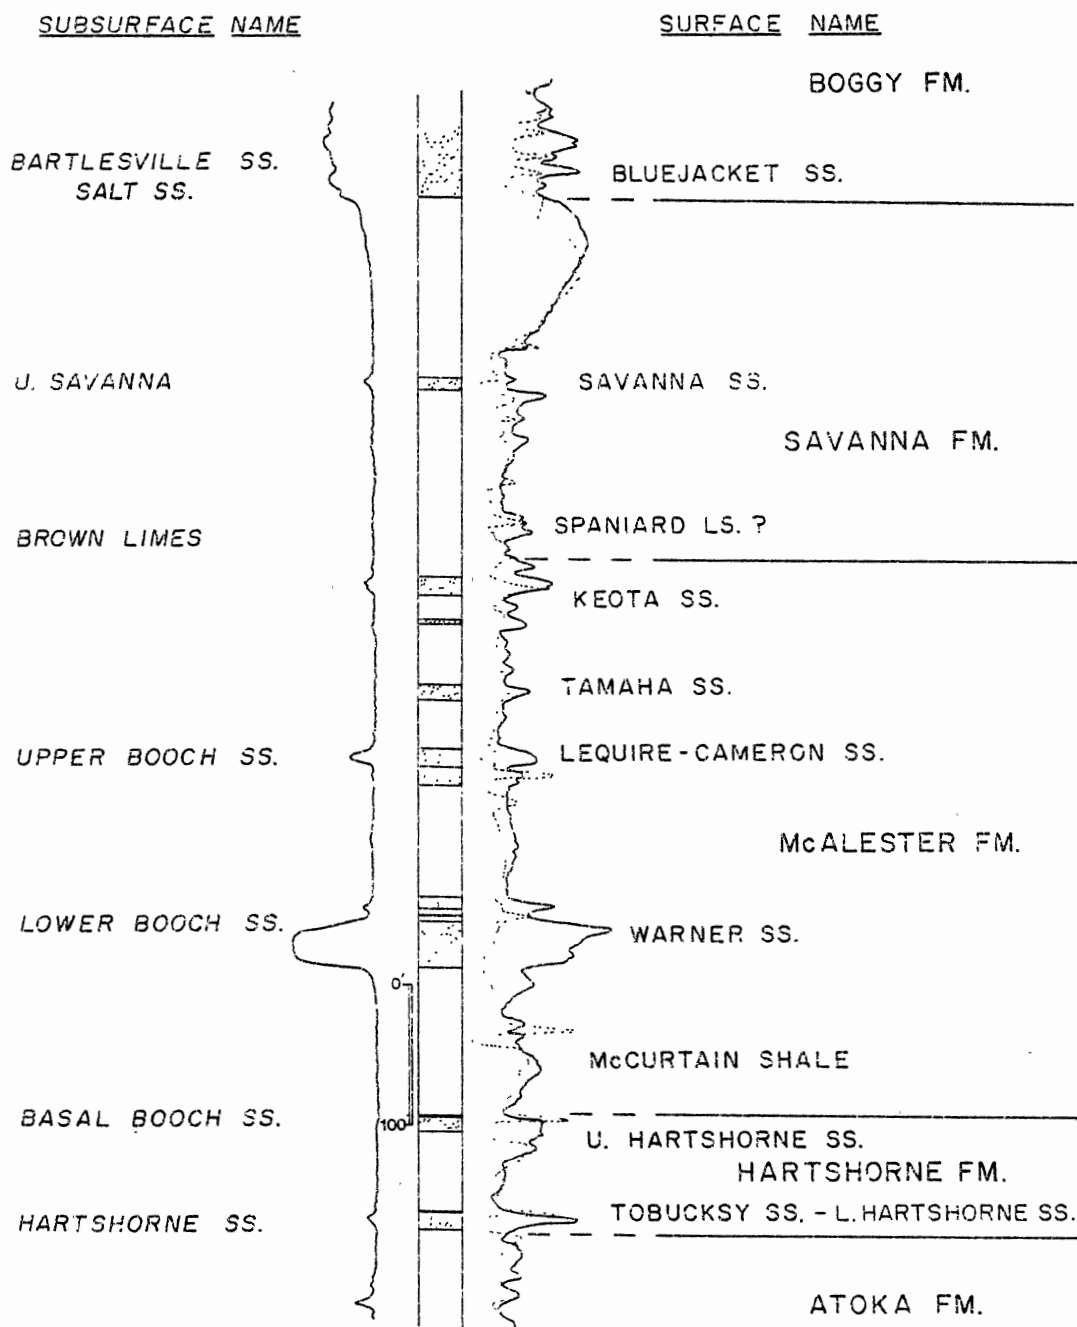 SUBSURFACE NAME
SURFACE NAME
BOGGY FM.
BARTLESVILLE SS.
SALT SS.
BLUEJACKET SS.
U. SAVANNA
SAVANNA SS.
SAVANNA FM.
BROWN LIMES
SPANIARD LS. ?
KEOTA SS.
TAMAHA SS.
UPPER BOOCH SS.
LEQUIRE-CAMERON SS.
McALESTER FM.
LOWER BOOCH SS.
WARNER SS.
0'
McCURTAIN SHALE
BASAL BOOCH SS.
100'
U. HARTSHORNE SS.
HARTSHORNE FM.
HARTSHORNE SS.
TOBUCKSY SS. - L. HARTSHORNE SS.
ATOKA FM.